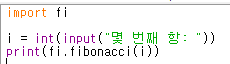 import fi
i = int(input("몇 번째 항: "))
print(fi.fibonacci(i))